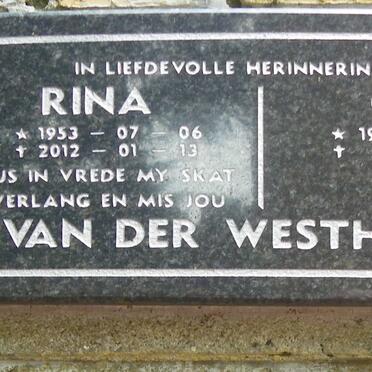 IN LIEFDEVOLLE HERINNERIN
RINA
★ 1953 – 07 – 06
✝ 2012 – 01 – 13
US IN VREDE MY SKAT
VERLANG EN MIS JOU
★ 19
✝
VAN DER WESTH